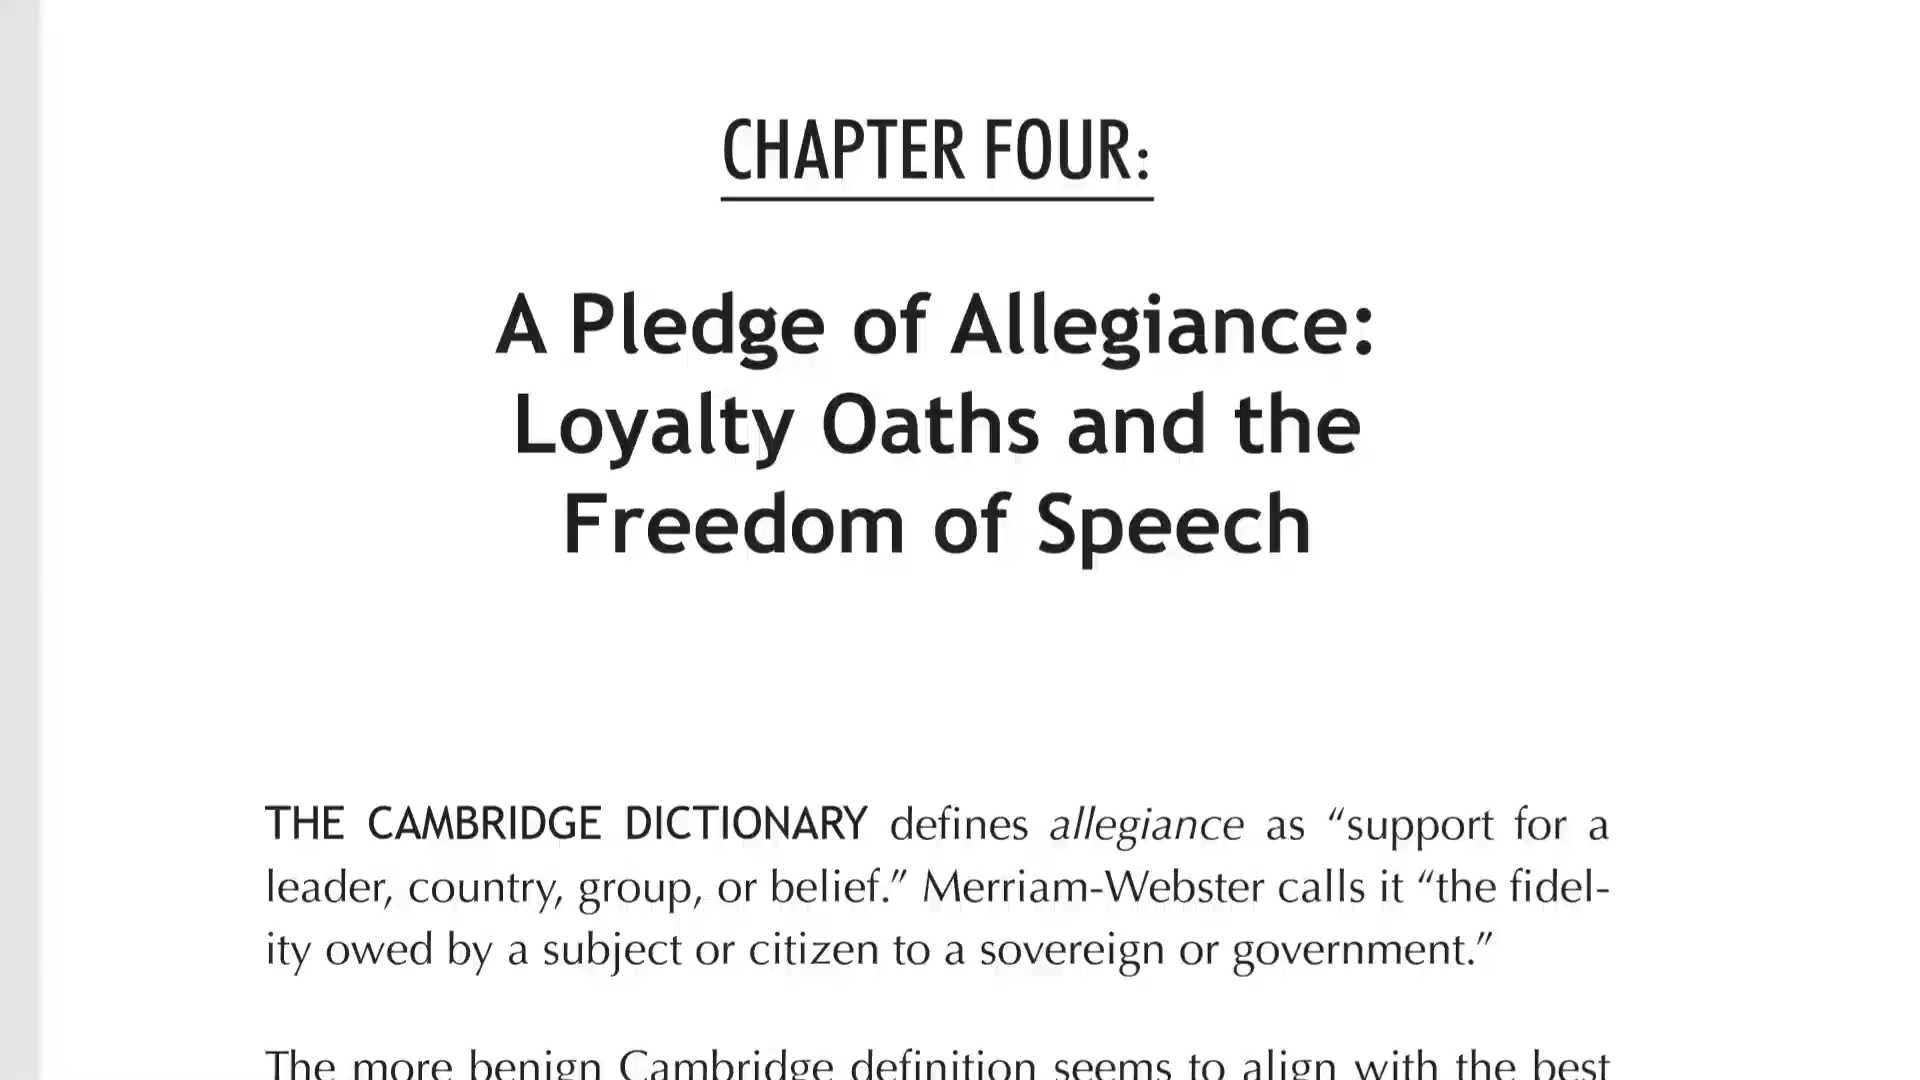 CHAPTER FOUR:
A Pledge of Allegiance:
Loyalty Oaths and the
Freedom of Speech
THE CAMBRIDGE DICTIONARY defines allegiance as “support for a
leader, country, group, or belief.” Merriam-Webster calls it “the fidel-
ity owed by a subject or citizen to a sovereign or government.”
The more benign Cambridge definition seems to align with the best